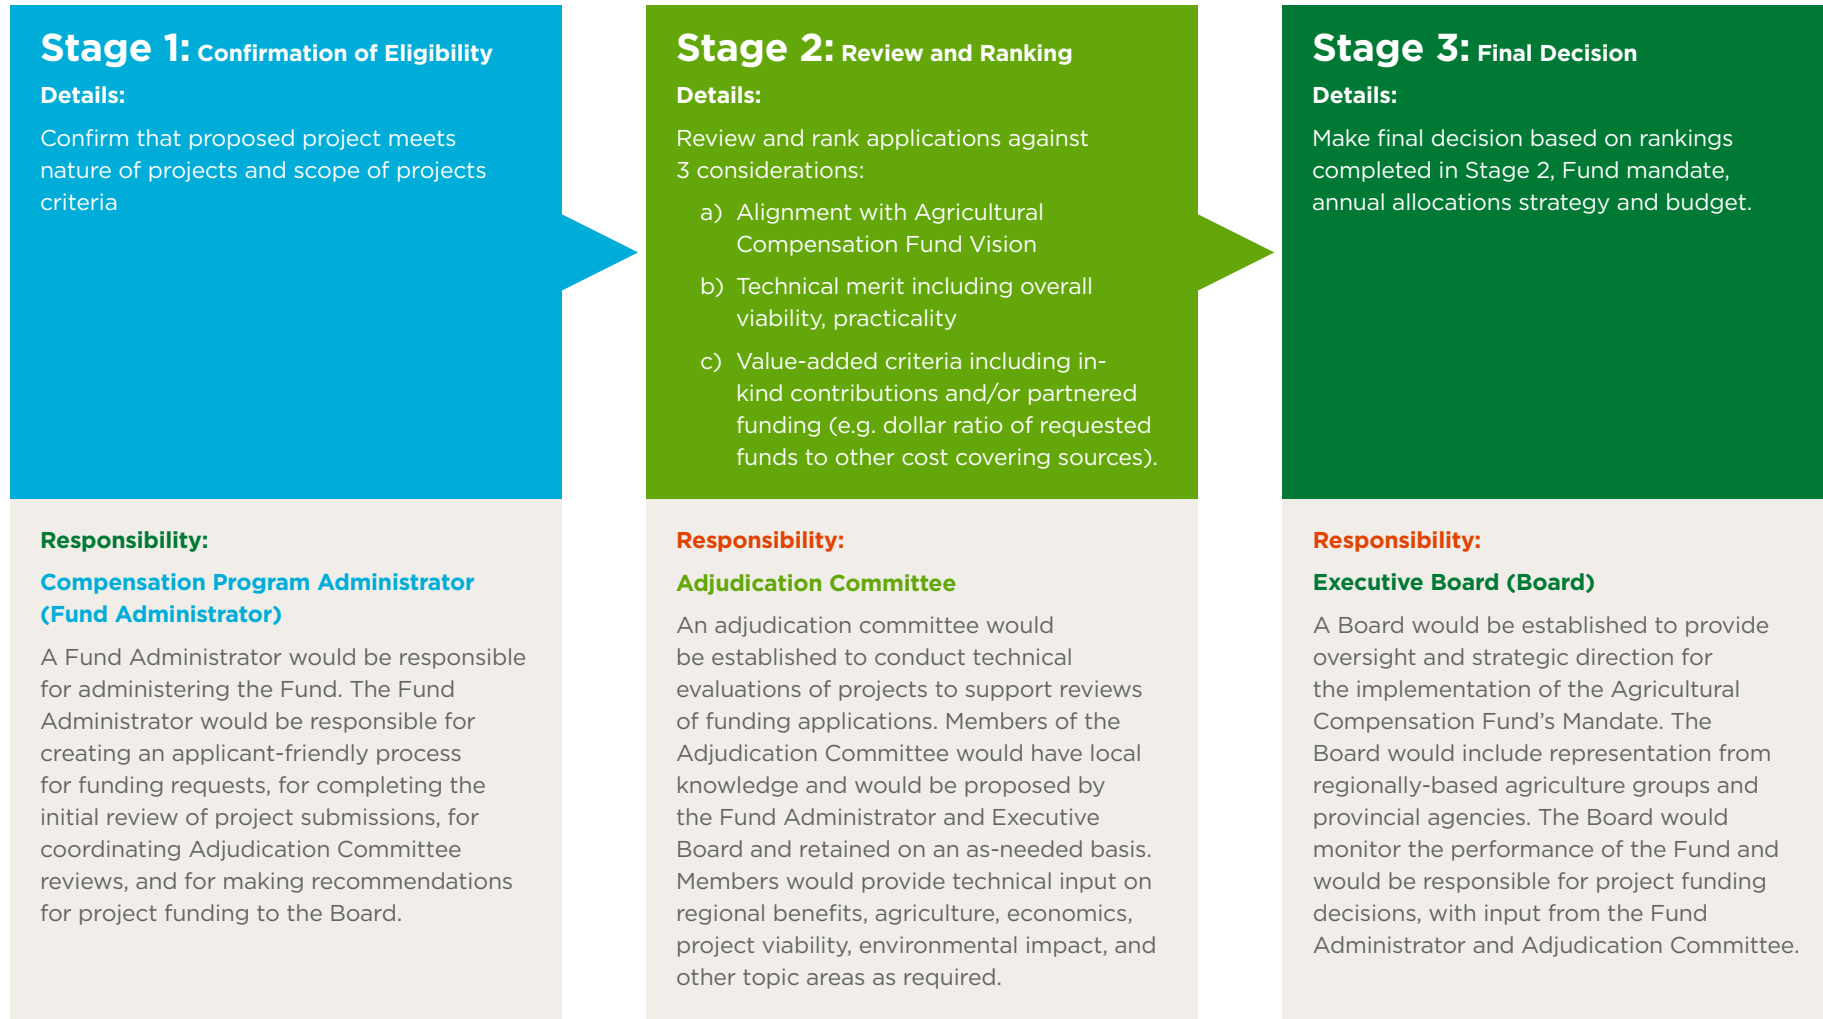 Stage 1: Confirmation of Eligibility
Details:
Confirm that proposed project meets
nature of projects and scope of projects
criteria
Responsibility:
Compensation Program Administrator
(Fund Administrator)
A Fund Administrator would be responsible
for administering the Fund. The Fund
Administrator would be responsible for
creating an applicant-friendly process
for funding requests, for completing the
initial review of project submissions, for
coordinating Adjudication Committee
reviews, and for making recommendations
for project funding to the Board.
Stage 2: Review and Ranking
Details:
Review and rank applications against
3 considerations:
a) Alignment with Agricultural
Compensation Fund Vision
b) Technical merit including overall
viability, practicality
c) Value-added criteria including in-
kind contributions and/or partnered
funding (e.g. dollar ratio of requested
funds to other cost covering sources).
Responsibility:
Adjudication Committee
An adjudication committee would
be established to conduct technical
evaluations of projects to support reviews
of funding applications. Members of the
Adjudication Committee would have local
knowledge and would be proposed by
the Fund Administrator and Executive
Board and retained on an as-needed basis.
Members would provide technical input on
regional benefits, agriculture, economics,
project viability, environmental impact, and
other topic areas as required.
Stage 3: Final Decision
Details:
Make final decision based on rankings
completed in Stage 2, Fund mandate,
annual allocations strategy and budget.
Responsibility:
Executive Board (Board)
A Board would be established to provide
oversight and strategic direction for
the implementation of the Agricultural
Compensation Fund's Mandate. The
Board would include representation from
regionally-based agriculture groups and
provincial agencies. The Board would
monitor the performance of the Fund and
would be responsible for project funding
decisions, with input from the Fund
Administrator and Adjudication Committee.